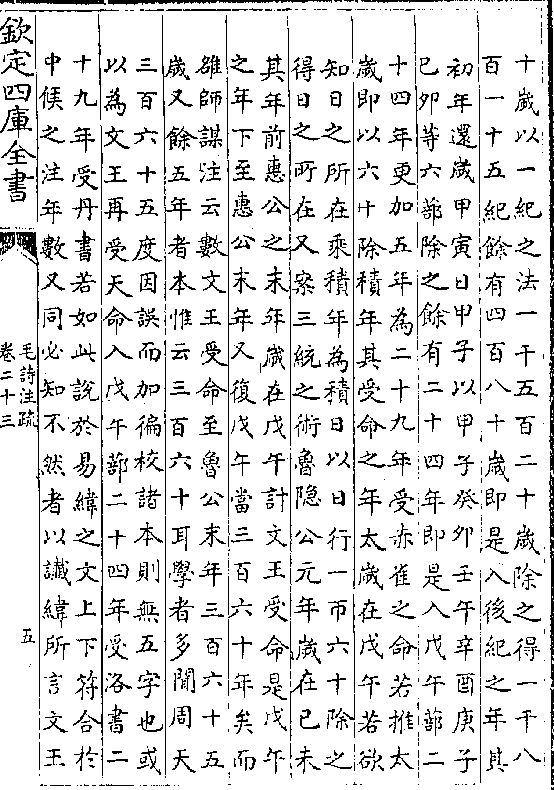 十歲以一紀之法一千五百二十歲除之得一千八
百一十五紀餘有四百八十歲即是入後紀之年其
初年還歲甲寅日甲子以甲子癸卯壬午辛酉庚子
己卯等六蔀除之餘有二十四年即是入戊午蔀二
十四年更加五年為二十九年受赤雀之命若推太
歲即以六十除積年其受命之年太歲在戊午若欲
知日之所在乘積年為積日以日行一帀六十除之
得日之所在又案三統之術魯隐公元年歲在己未
其年前惠公之末年歲在戊午計文王受命是戊午
之年下至惠公末年又復戊午當三百六十年矣而
雒師謀注云數文王受命至魯公末年三百六十五
歲又餘五年者本惟云三百六十耳學者多聞周天
三百六十五度因誤而加徧校諸本則無五字也或
以為文王再受天命入戊午蔀二十四年受洛書二
十九年受丹書若如此說於易緯之文上下符合於
中候之注年數又同必知不然者以讖緯所言文王
欽定四庫全書
毛詩注疏
卷二十三
五